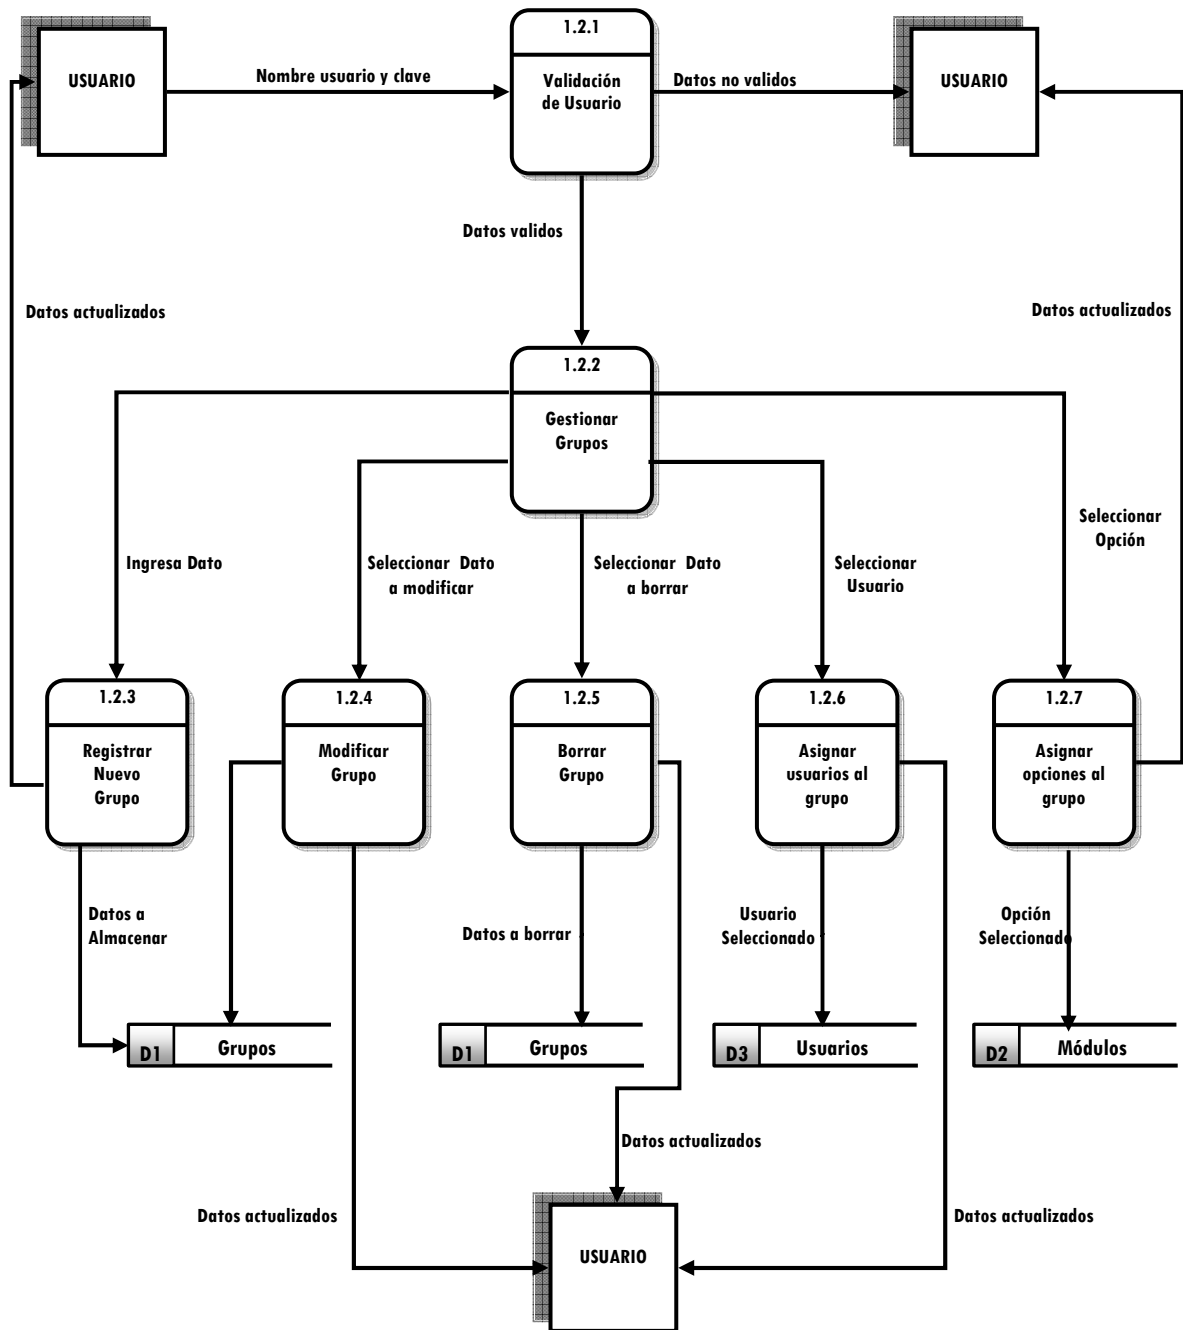 1.2.1
USUARIO
Nombre usuario y clave
Validación
de Usuario
Datos no validos
USUARIO
Datos validos
Datos actualizados
Datos actualizados
1.2.2
Gestionar
Grupos
Ingresa Dato
Seleccionar Dato
a modificar
Seleccionar Dato
a borrar
Seleccionar
Usuario
Seleccionar
Opción
1.2.3
Registrar
Nuevo
Grupo
1.2.4
Modificar
Grupo
1.2.5
Borrar
Grupo
1.2.6
Asignar
usuarios al
grupo
1.2.7
Asignar
opciones al
grupo
Datos a
Almacenar
Datos a borrar
Usuario
Seleccionado
Opción
Seleccionado
D1 Grupos
D1 Grupos
D3 Usuarios
D2 Módulos
Datos actualizados
Datos actualizados
Datos actualizados
USUARIO